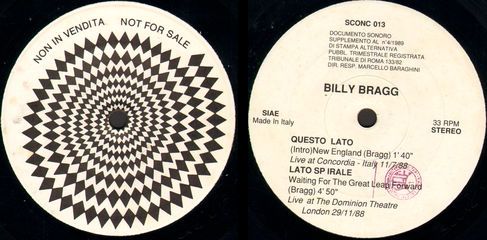 NON IN VENDITA NOT FOR SALE
SCONC 013
DOCUMENTO SONORO
SUPPLEMENTO AL n°4/1989
DI STAMPA ALTERNATIVA
PUBBL. TRIMESTRALE REGISTRATA
TRIBUNALE DI ROMA 133/82
DIR. RESP. MARCELLO BARAGHINI
BILLY BRAGG
SIAE
Made In Italy
33 RPM
STEREO
QUESTO LATO
(Intro)New England (Bragg) 1' 40"
Live at Concordia - Italy 11/7/88
LATO SP IRALE
Waiting For The Great Leap Forward
(Bragg) 4' 50"
Live at The Dominion Theatre
London 29/11/88